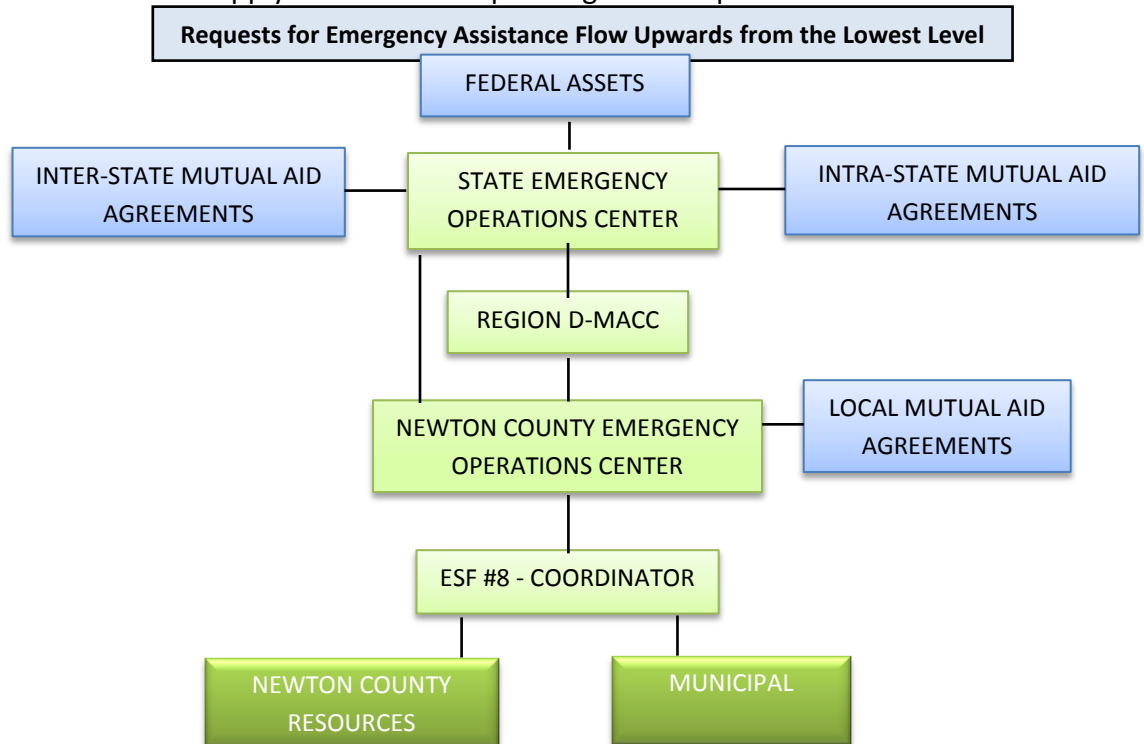 Requests for Emergency Assistance Flow Upwards from the Lowest Level
FEDERAL ASSETS
INTER-STATE MUTUAL AID
AGREEMENTS
STATE EMERGENCY
OPERATIONS CENTER
INTRA-STATE MUTUAL AID
AGREEMENTS
REGION D-MACC
NEWTON COUNTY EMERGENCY
OPERATIONS CENTER
LOCAL MUTUAL AID
AGREEMENTS
ESF #8 - COORDINATOR
NEWTON COUNTY
RESOURCES
MUNICIPAL